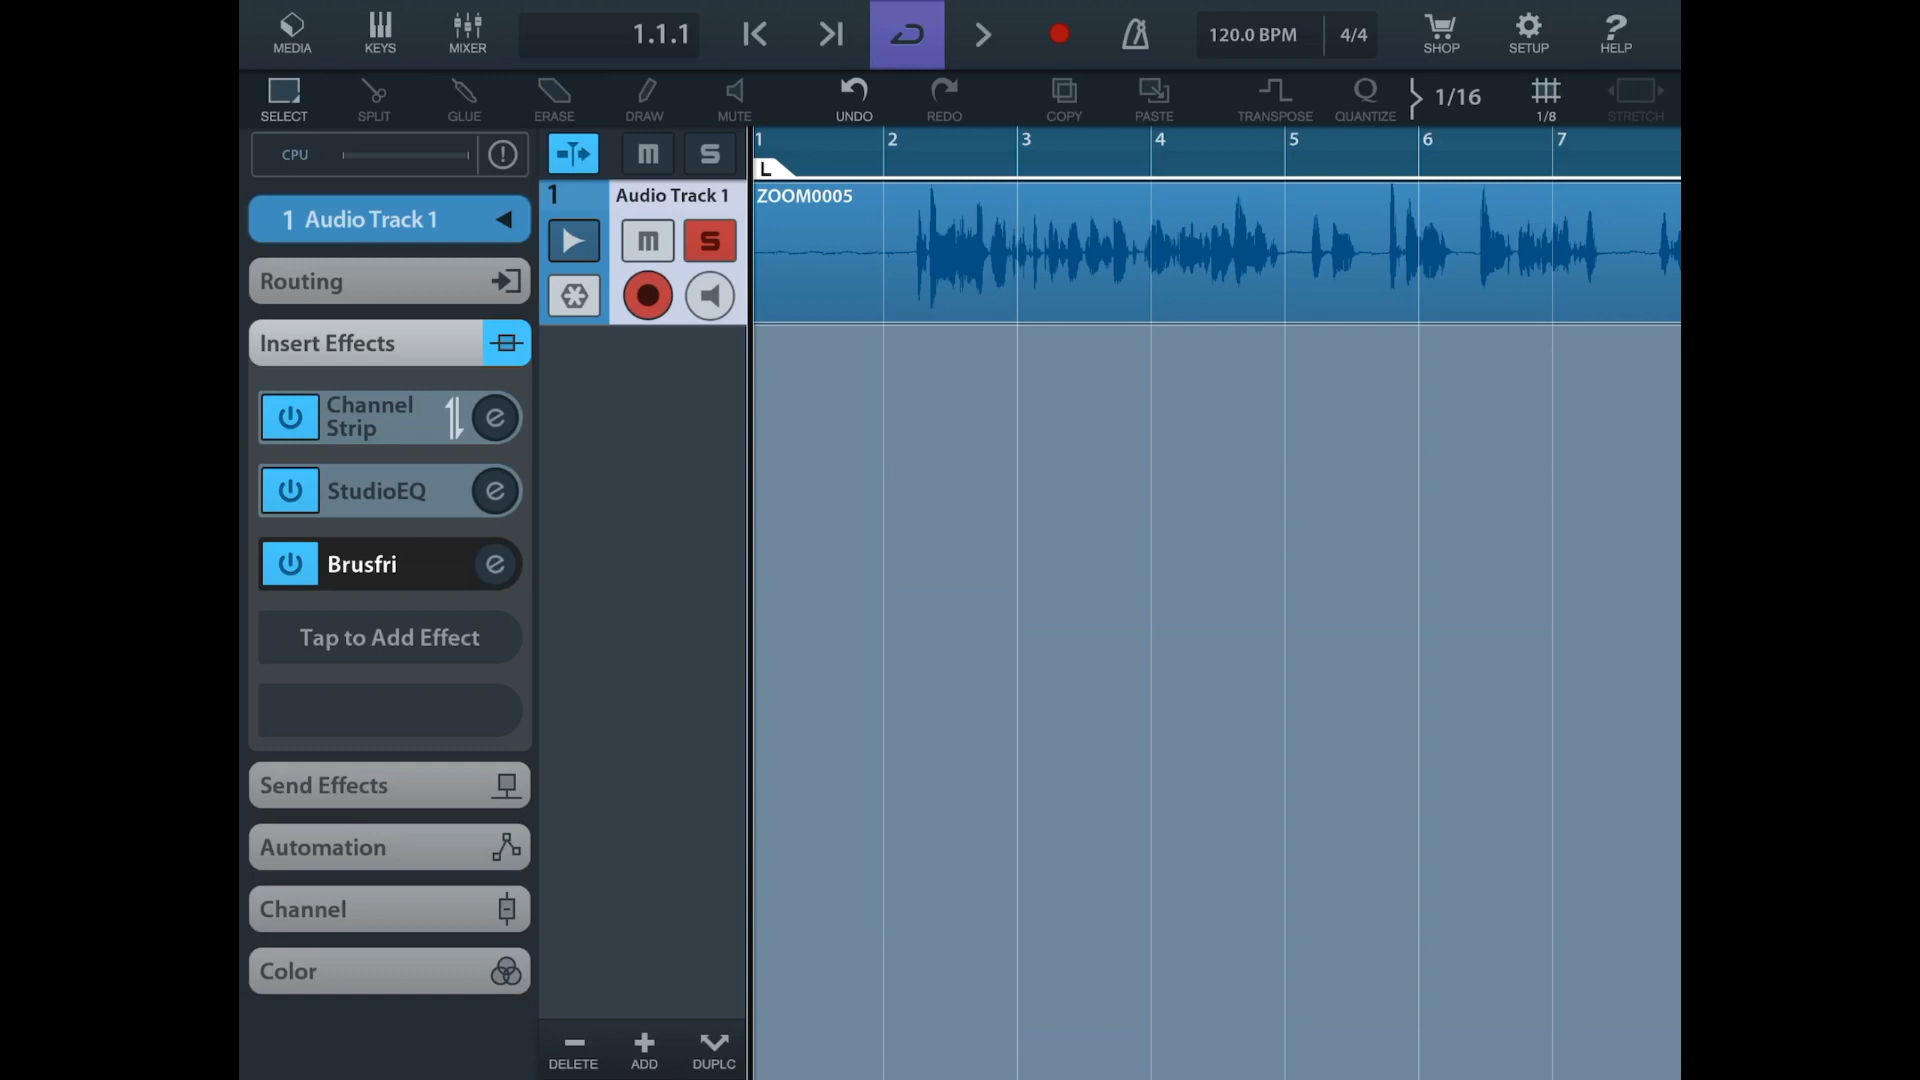 MEDIA KEYS MIXER 1.1.1 120.0 BPM 4/4 SHOP SETUP ? HELP
SELECT SPLIT GLUE ERASE DRAW MUTE UNDO REDO COPY PASTE TRANSPOSE Q QUANTIZE 1/16 1/8 STRETCH
CPU ! m S 1 2 3 4 5 6 7
L
1 Audio Track 1
1 Audio Track 1
m S
ZOOM0005
Routing
Insert Effects
Channel
Strip
e
StudioEQ e
Brusfri e
Tap to Add Effect
Send Effects
Automation
Channel
Color
DELETE ADD DUPLC